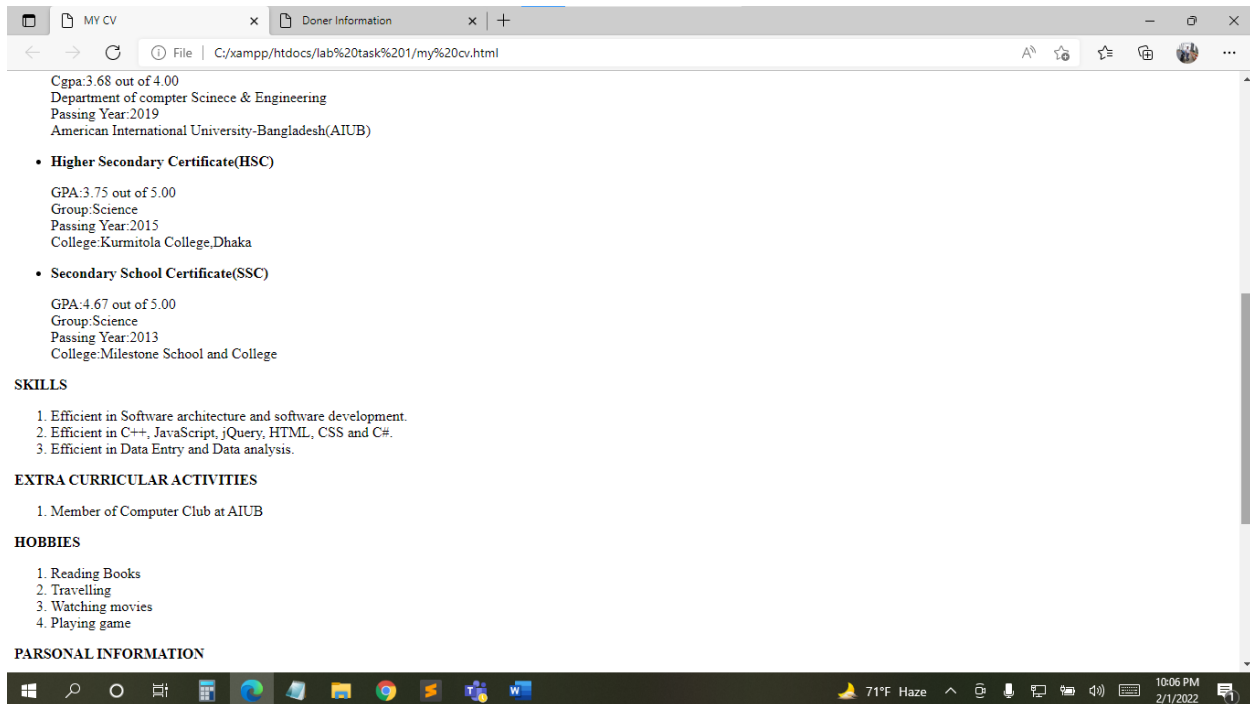 MY CV
Doner Information
File
C:/xampp/htdocs/lab%20task%201/my%20cv.html
Cgpa:3.68 out of 4.00
Department of compter Scinece & Engineering
Passing Year:2019
American International University-Bangladesh(AIUB)
• Higher Secondary Certificate(HSC)
GPA:3.75 out of 5.00
Group:Science
Passing Year:2015
College:Kurmitola College,Dhaka
• Secondary School Certificate(SSC)
GPA:4.67 out of 5.00
Group:Science
Passing Year:2013
College:Milestone School and College
SKILLS
1. Efficient in Software architecture and software development.
2. Efficient in C++, JavaScript, jQuery, HTML, CSS and C#.
3. Efficient in Data Entry and Data analysis.
EXTRA CURRICULAR ACTIVITIES
1. Member of Computer Club at AIUB
HOBBIES
1. Reading Books
2. Travelling
3. Watching movies
4. Playing game
PARSONAL INFORMATION
71°F Haze
10:06 PM
2/1/2022